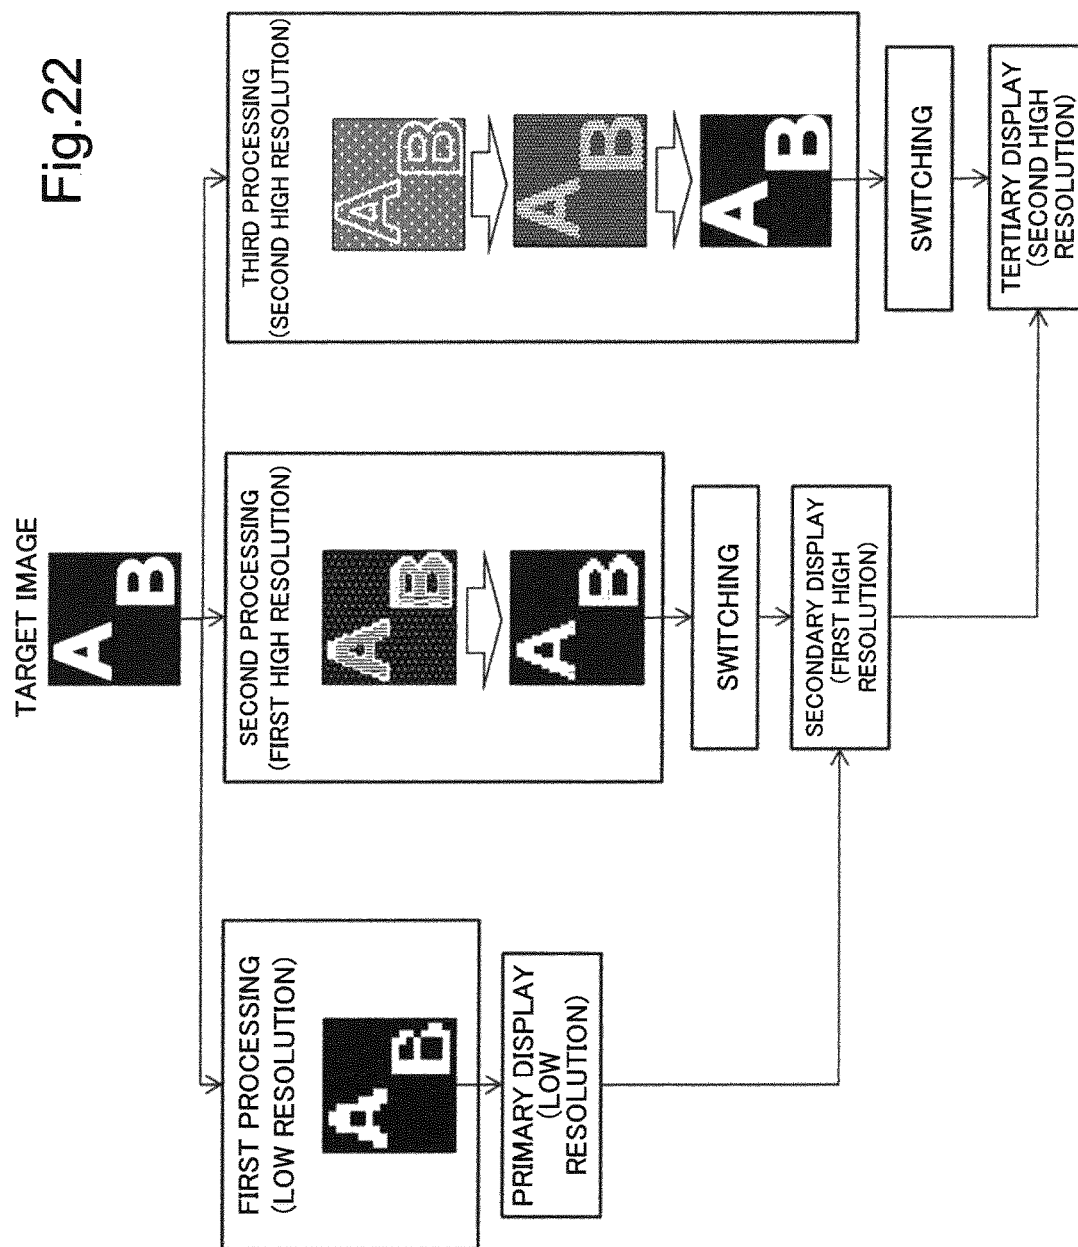 Fig.22
TARGET IMAGE
A
B
FIRST PROCESSING
(LOW RESOLUTION)
A
B
PRIMARY DISPLAY
(LOW
RESOLUTION)
SECOND PROCESSING
(FIRST HIGH RESOLUTION)
A
B
A
B
SWITCHING
SECONDARY DISPLAY
(FIRST HIGH
RESOLUTION)
THIRD PROCESSING
(SECOND HIGH RESOLUTION)
A
B
A
B
A
B
SWITCHING
TERTIARY DISPLAY
(SECOND HIGH
RESOLUTION)